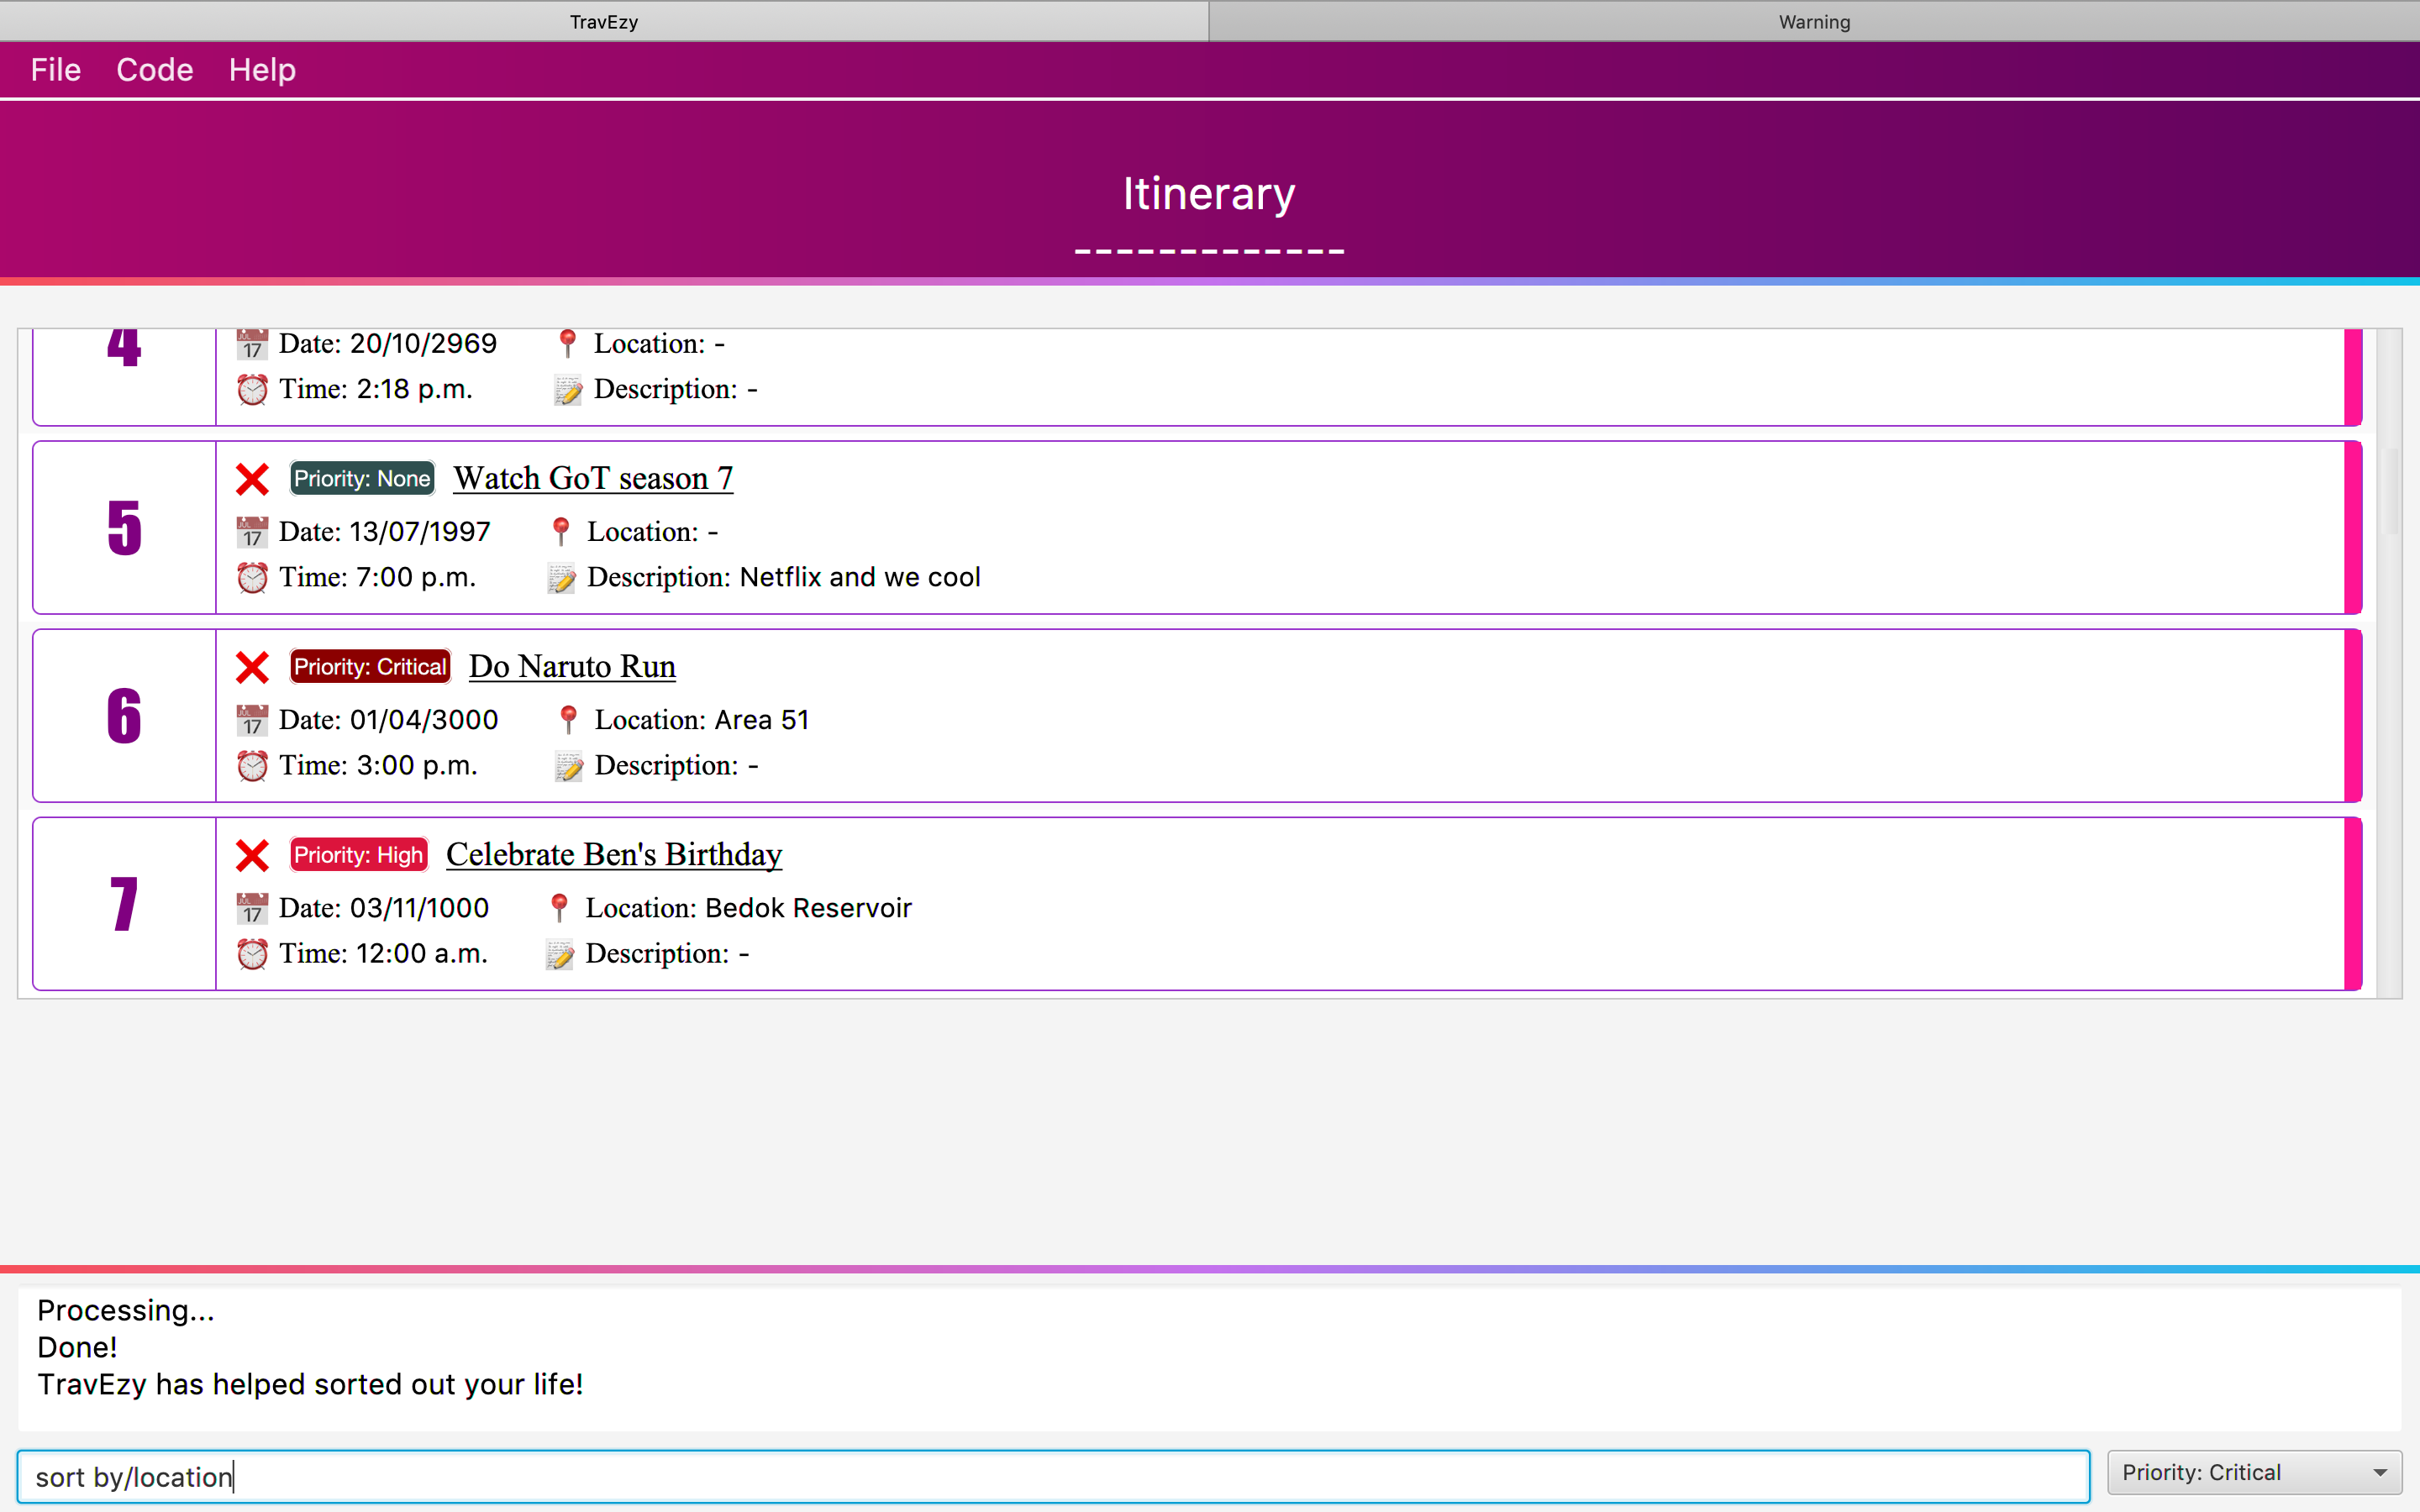 TravEzy
Warning
File Code Help
Itinerary
-------------
4
Date: 20/10/2969 Location: -
Time: 2:18 p.m. Description: -
5
Priority: None Watch GoT season 7
Date: 13/07/1997 Location: -
Time: 7:00 p.m. Description: Netflix and we cool
6
Priority: Critical Do Naruto Run
Date: 01/04/3000 Location: Area 51
Time: 3:00 p.m. Description: -
7
Priority: High Celebrate Ben's Birthday
Date: 03/11/1000 Location: Bedok Reservoir
Time: 12:00 a.m. Description: -
Processing...
Done!
TravEzy has helped sorted out your life!
sort by/location
Priority: Critical